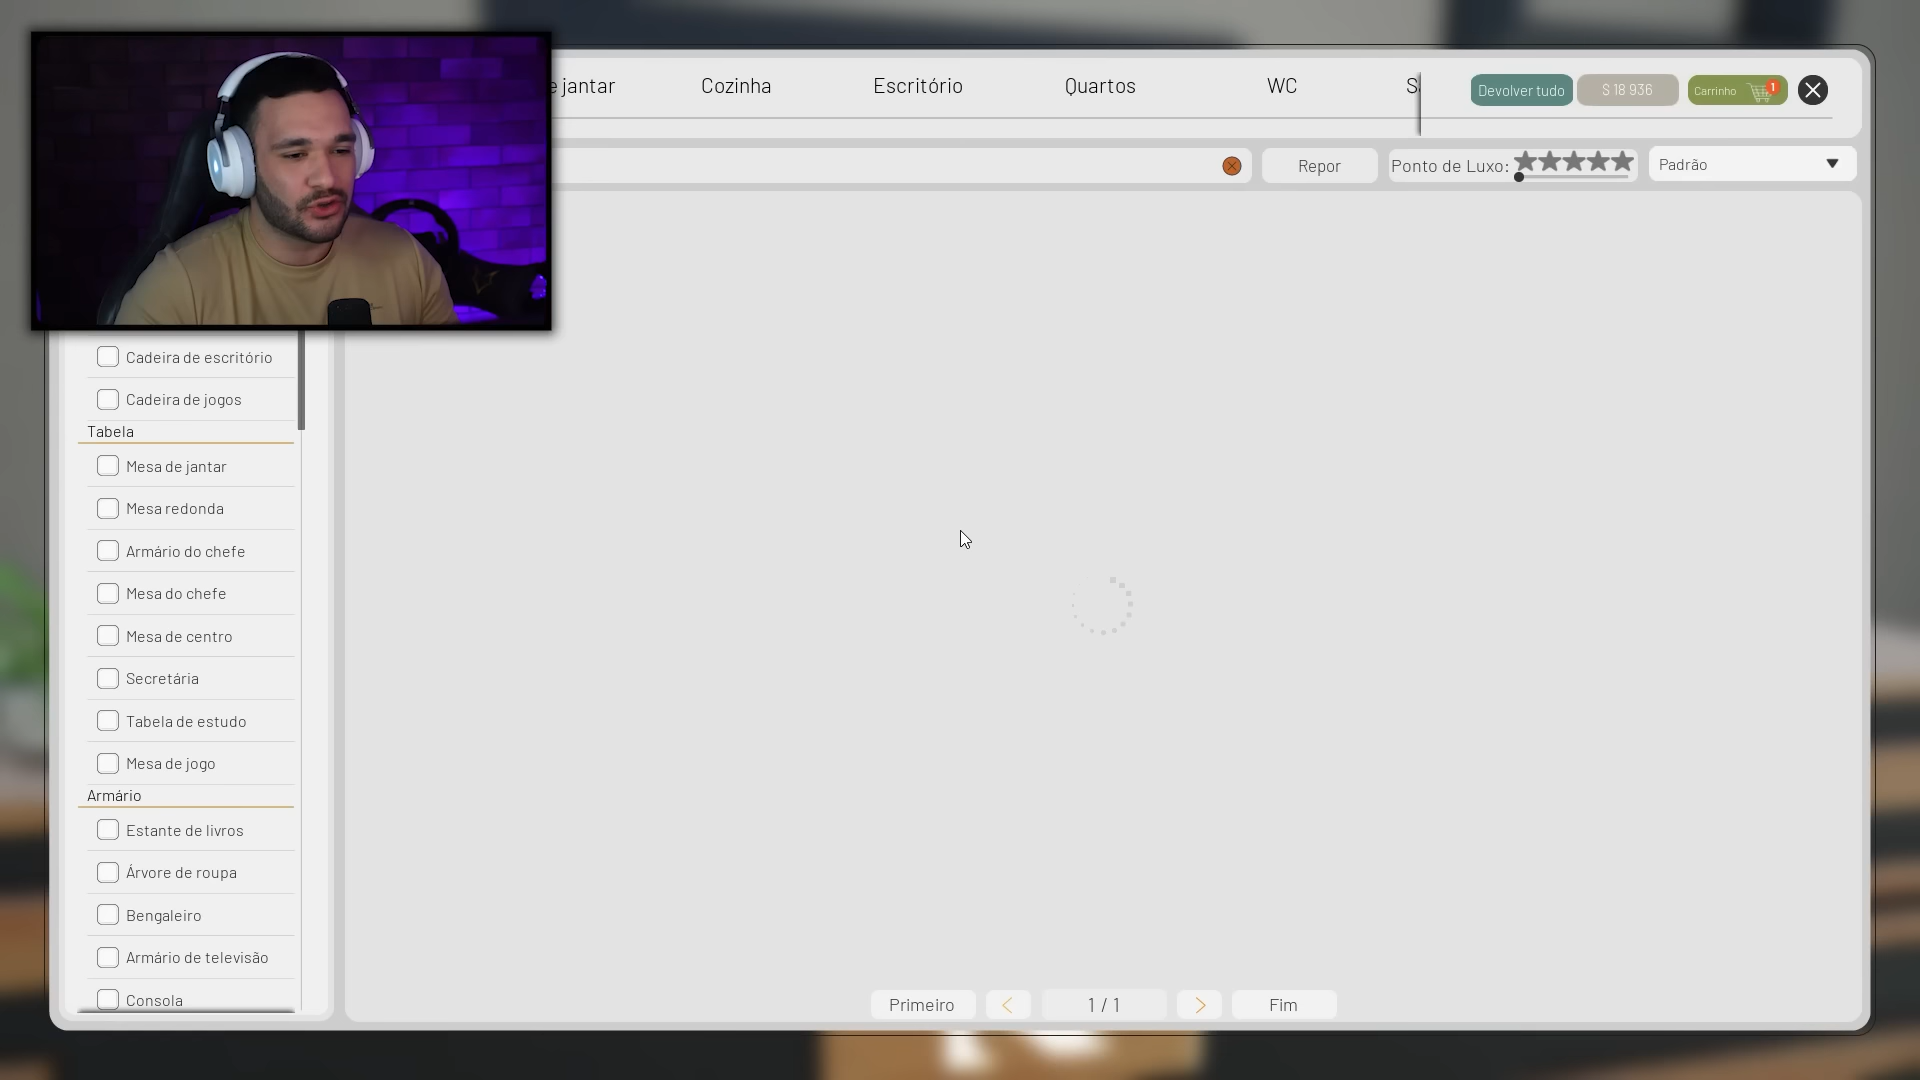 e jantar
Cozinha
Escritório
Quartos
WC
S
Devolver tudo
$ 18 936
Carrinho
1
Repor
Ponto de Luxo:
Padrão
Cadeira de escritório
Cadeira de jogos
Tabela
Mesa de jantar
Mesa redonda
Armário do chefe
Mesa do chefe
Mesa de centro
Secretária
Tabela de estudo
Mesa de jogo
Armário
Estante de livros
Árvore de roupa
Bengaleiro
Armário de televisão
Consola
Primeiro
1 / 1
Fim